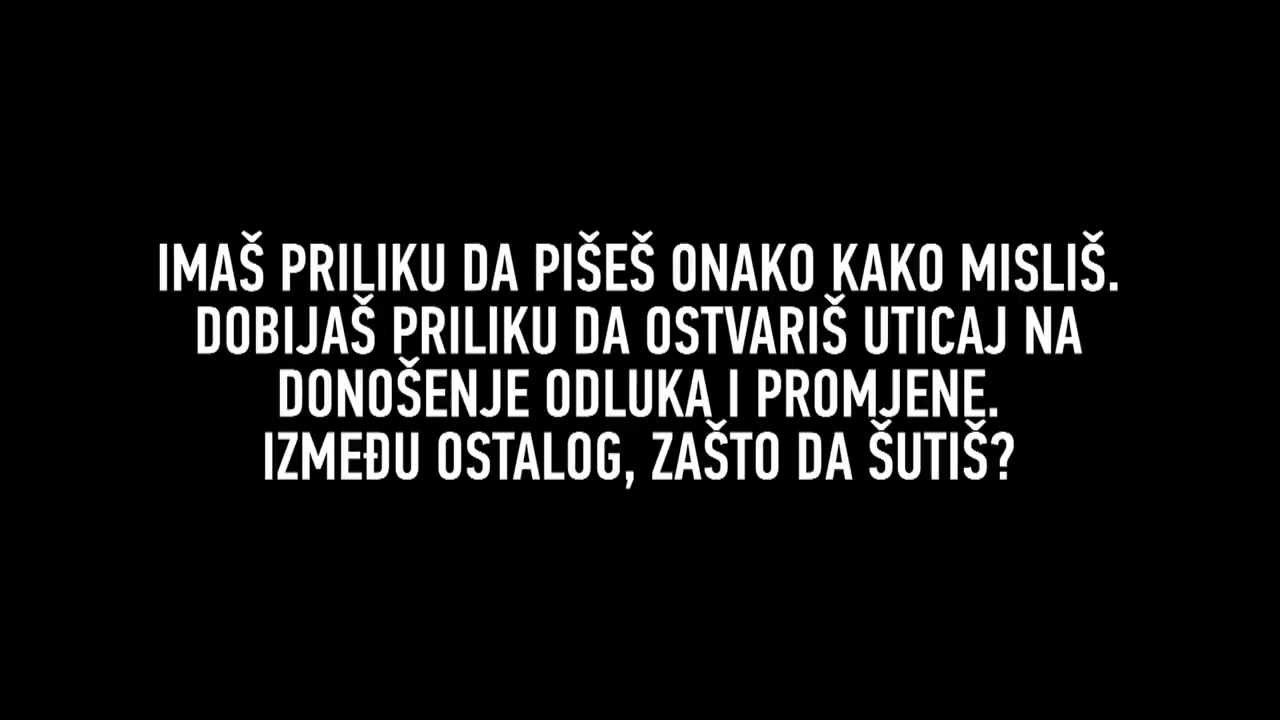 IMAŠ PRILIKU DA PIŠEŠ ONAKO KAKO MISLIŠ.
DOBIJAŠ PRILIKU DA OSTVARIŠ UTICAJ NA
DONOŠENJE ODLUKA I PROMJENE.
IZMEĐU OSTALOG, ZAŠTO DA ŠUTIŠ?